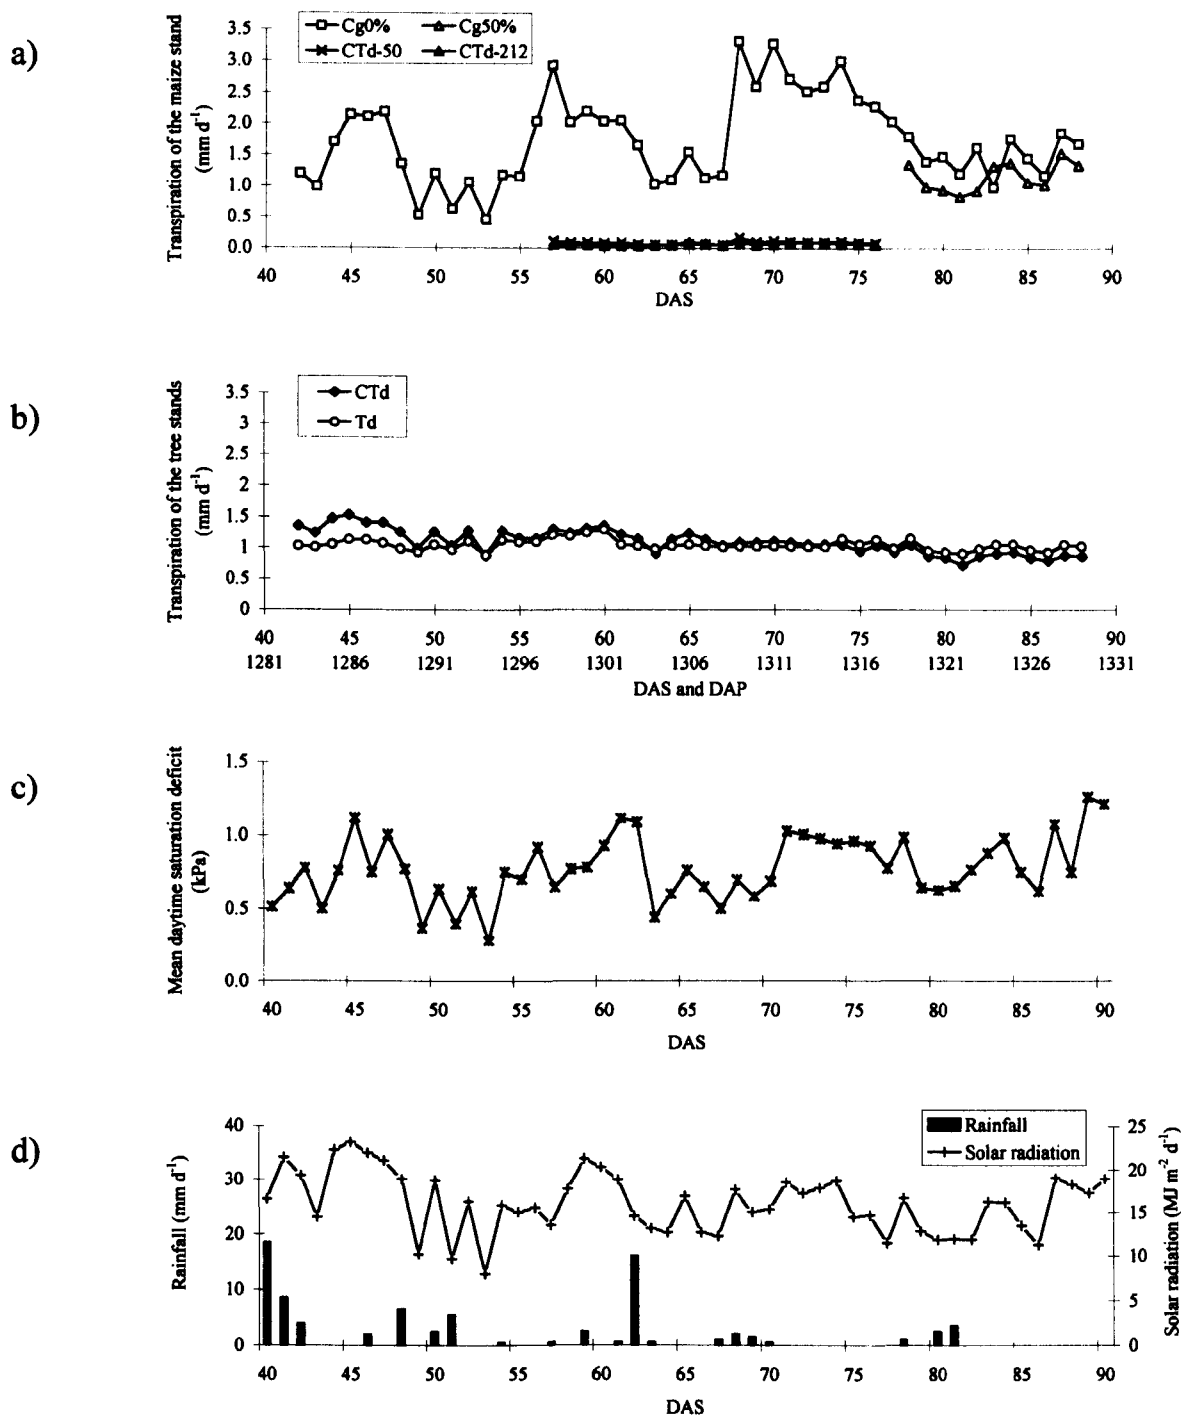 a)
Transpiration of the maize stand
(mm d⁻¹)
Cg0% Cg50%
CTd-50 CTd-212
3.5
3.0
2.5
2.0
1.5
1.0
0.5
0.0
40 45 50 55 60 65 70 75 80 85 90
DAS
b)
Transpiration of the tree stands
(mm d⁻¹)
CTd
Td
3.5
3
2.5
2
1.5
1
0.5
0
40 45 50 55 60 65 70 75 80 85 90
1281 1286 1291 1296 1301 1306 1311 1316 1321 1326 1331
DAS and DAP
c)
Mean daytime saturation deficit
(kPa)
1.5
1.0
0.5
0.0
40 45 50 55 60 65 70 75 80 85 90
DAS
d)
Rainfall (mm d⁻¹)
40
30
20
10
0
Rainfall
Solar radiation
25
20
15
10
5
0
Solar radiation (MJ m⁻² d⁻¹)
40 45 50 55 60 65 70 75 80 85 90
DAS